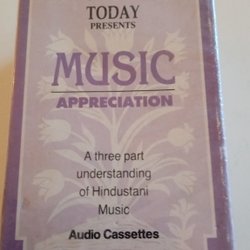 TODAY
PRESENTS
MUSIC
APPRECIATION
A three part
understanding
of Hindustani
Music
Audio Cassettes